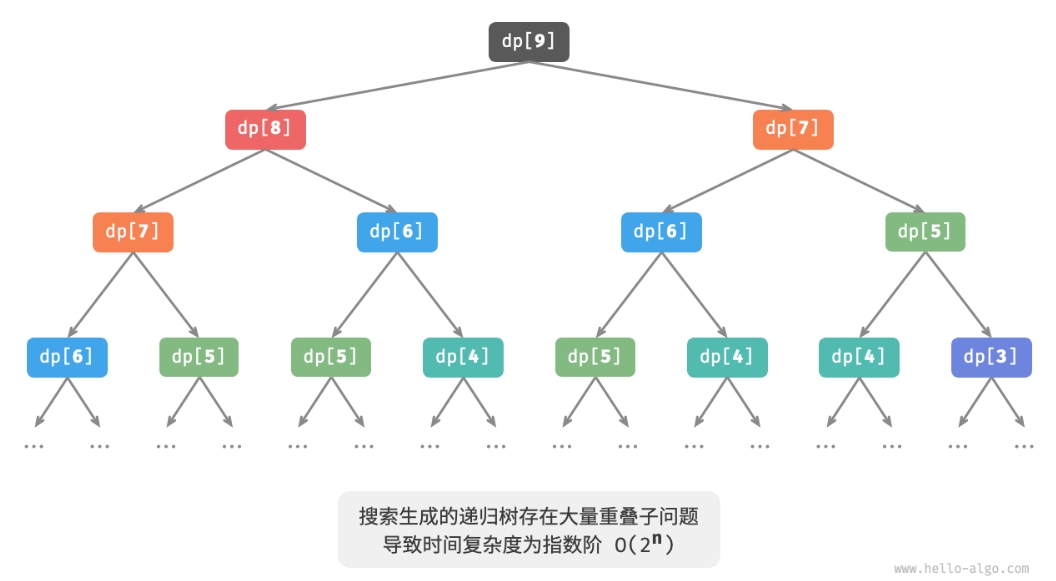 dp[9]
dp[8] dp[7]
dp[7] dp[6] dp[6] dp[5]
dp[6] dp[5] dp[5] dp[4] dp[5] dp[4] dp[4] dp[3]
... ... ... ... ... ... ... ... ... ... ... ... ... ... ... ...
搜索生成的递归树存在大量重叠子问题
导致时间复杂度为指数阶 O(2ⁿ)
www.hello-algo.com